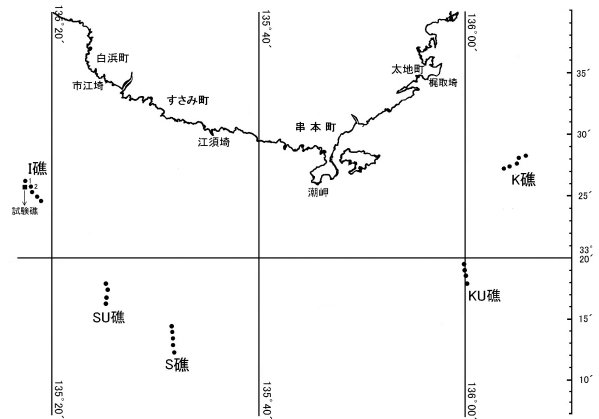 135°20′
135°40′
136°00′
白浜町
市江埼
すさみ町
江須埼
串本町
潮岬
太地町
梶取埼
35′
30′
25′
33°
20′
15′
10′
I礁
1
2
試験礁
K礁
KU礁
SU礁
S礁
135°20′
135°40′
136°00′